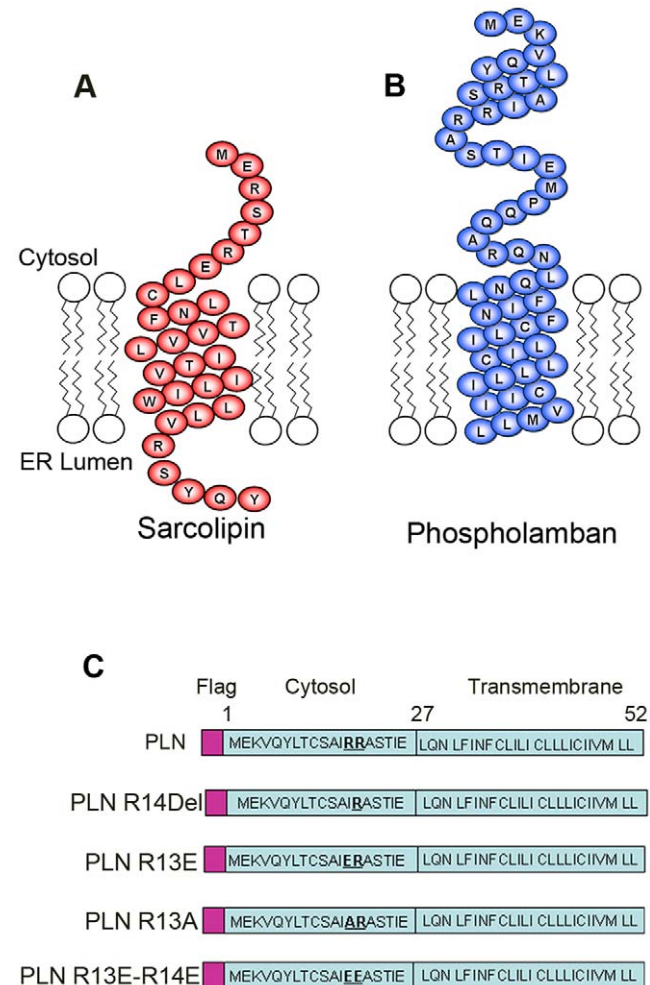 A
M
E
R
S
T
R
E
L
C
F N L
L V V T
V T I
W I L I
V L L
R
S
Y Q Y
Cytosol
ER Lumen
Sarcolipin
B
M E K
V
Y Q L
S R T
R R I A
A
S T I E
M
Q Q P
A
R Q N
L N Q L
N I F
I L C F
C I L
I L L L
I I C
L L M V
Phospholamban
C
Flag Cytosol Transmembrane
1 27 52
PLN MEKVQYLTCSAIRRASTIE LQN LFINFCLILI CLLLICIIVM LL
PLN R14Del MEKVQYLTCSAIRASTIE LQN LFINFCLILI CLLLICIIVM LL
PLN R13E MEKVQYLTCSAIERASTIE LQN LFINFCLILI CLLLICIIVM LL
PLN R13A MEKVQYLTCSAIARASTIE LQN LFINFCLILI CLLLICIIVM LL
PLN R13E-R14E MEKVQYLTCSAIEEASTIE LQN LFINFCLILI CLLLICIIVM LL